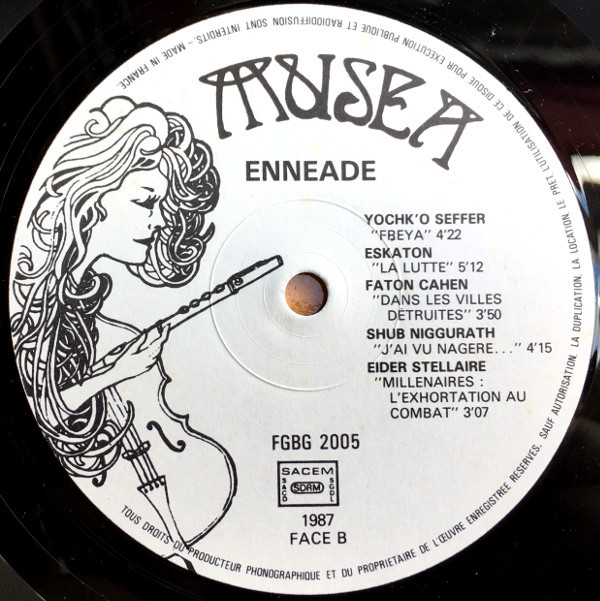 MUSEA
ENNEADE
YOCHK'O SEFFER
"FBEYA" 4'22
ESKATON
"LA LUTTE" 5'12
FATON CAHEN
"DANS LES VILLES
DÉTRUITES" 3'50
SHUB NIGGURATH
"J'AI VU NAGERE..." 4'15
EIDER STELLAIRE
"MILLENAIRES :
L'EXHORTATION AU
COMBAT" 3'07
FGBG 2005
SACEM
SACD
SDRM
SGDL
1987
FACE B
TOUS DROITS DU PRODUCTEUR PHONOGRAPHIQUE ET DU PROPRIETAIRE DE L'ŒUVRE ENREGISTREE RESERVES. SAUF AUTORISATION, LA DUPLICATION, LA LOCATION, LE PRET, L'UTILISATION DE CE DISQUE POUR EXECUTION PUBLIQUE ET RADIODIFFUSION SONT INTERDITS. - MADE IN FRANCE.